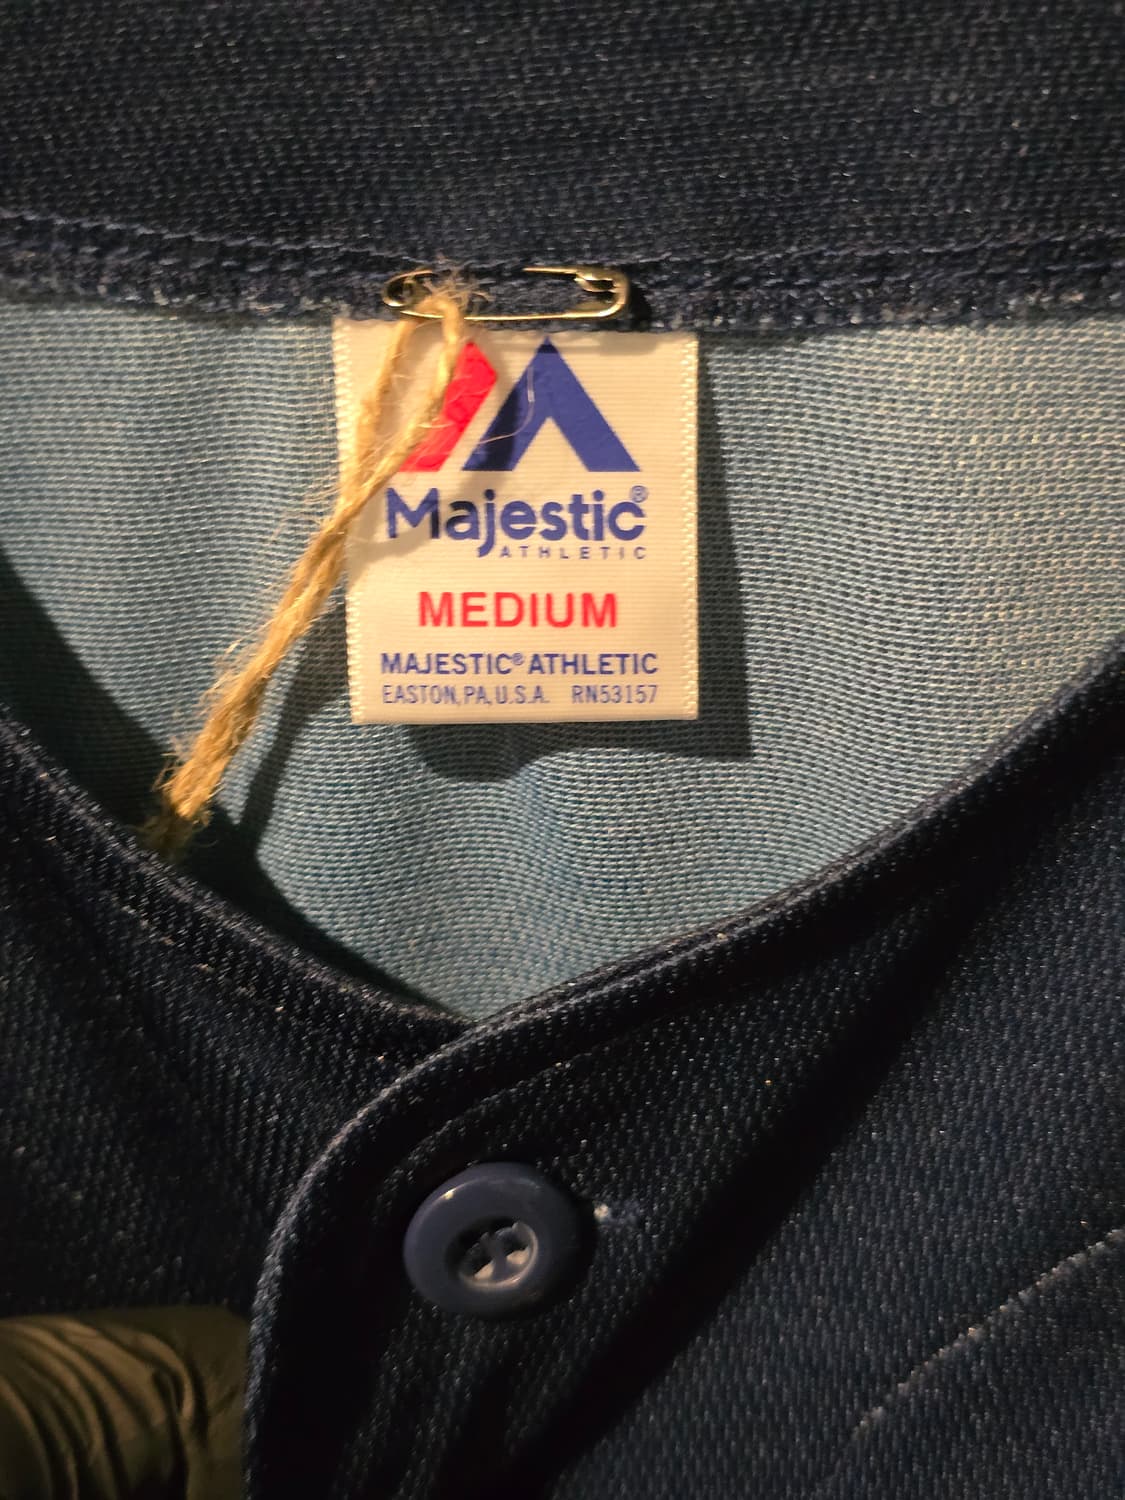 Majestic®
ATHLETIC
MEDIUM
MAJESTIC® ATHLETIC
EASTON, PA, U.S.A. RN53157